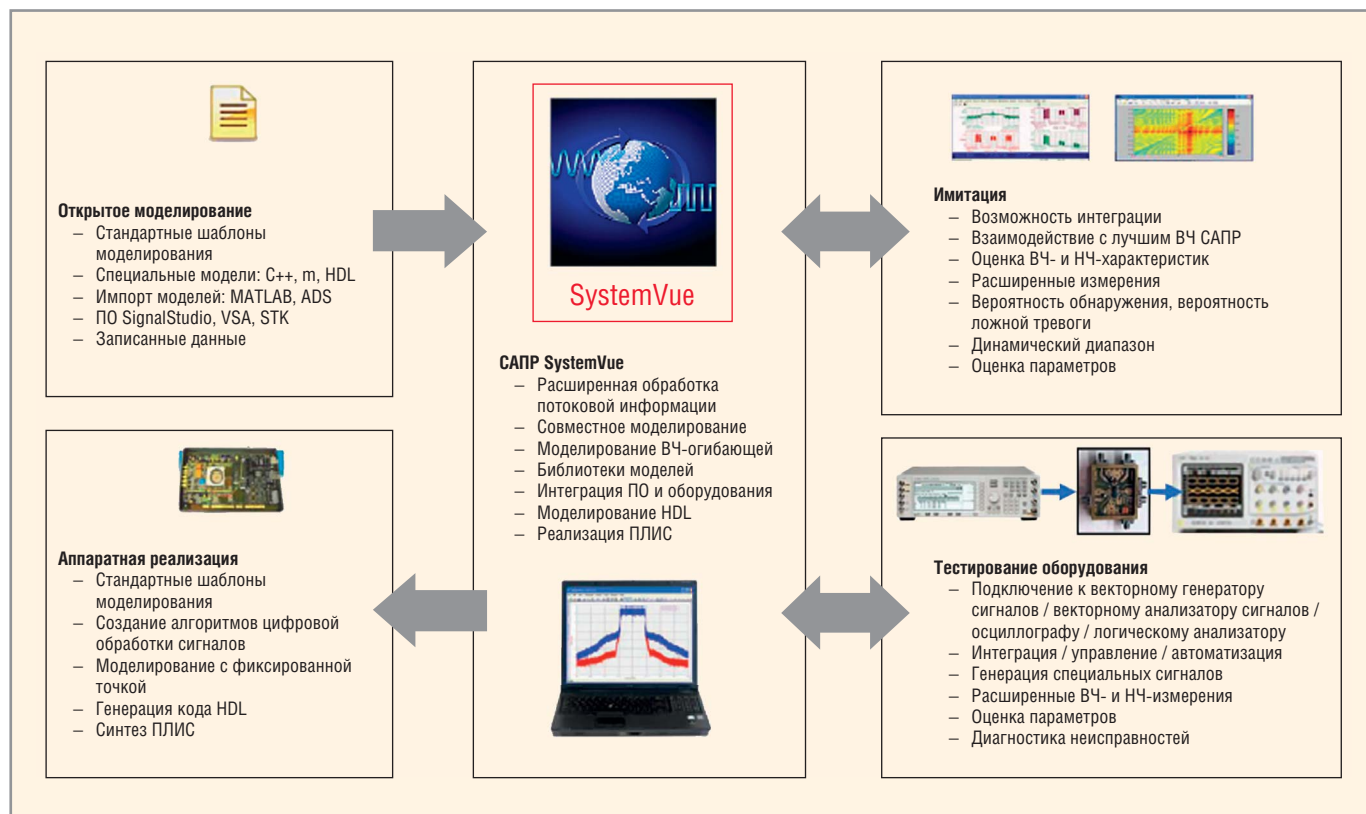 Открытое моделирование
– Стандартные шаблоны
моделирования
– Специальные модели: C++, m, HDL
– Импорт моделей: MATLAB, ADS
– ПО SignalStudio, VSA, STK
– Записанные данные
Аппаратная реализация
– Стандартные шаблоны
моделирования
– Создание алгоритмов цифровой
обработки сигналов
– Моделирование с фиксированной
точкой
– Генерация кода HDL
– Синтез ПЛИС
SystemVue
САПР SystemVue
– Расширенная обработка
потоковой информации
– Совместное моделирование
– Моделирование ВЧ-огибающей
– Библиотеки моделей
– Интеграция ПО и оборудования
– Моделирование HDL
– Реализация ПЛИС
Имитация
– Возможность интеграции
– Взаимодействие с лучшим ВЧ САПР
– Оценка ВЧ- и НЧ-характеристик
– Расширенные измерения
– Вероятность обнаружения, вероятность
ложной тревоги
– Динамический диапазон
– Оценка параметров
Тестирование оборудования
– Подключение к векторному генератору
сигналов / векторному анализатору сигналов /
осциллографу / логическому анализатору
– Интеграция / управление / автоматизация
– Генерация специальных сигналов
– Расширенные ВЧ- и НЧ-измерения
– Оценка параметров
– Диагностика неисправностей